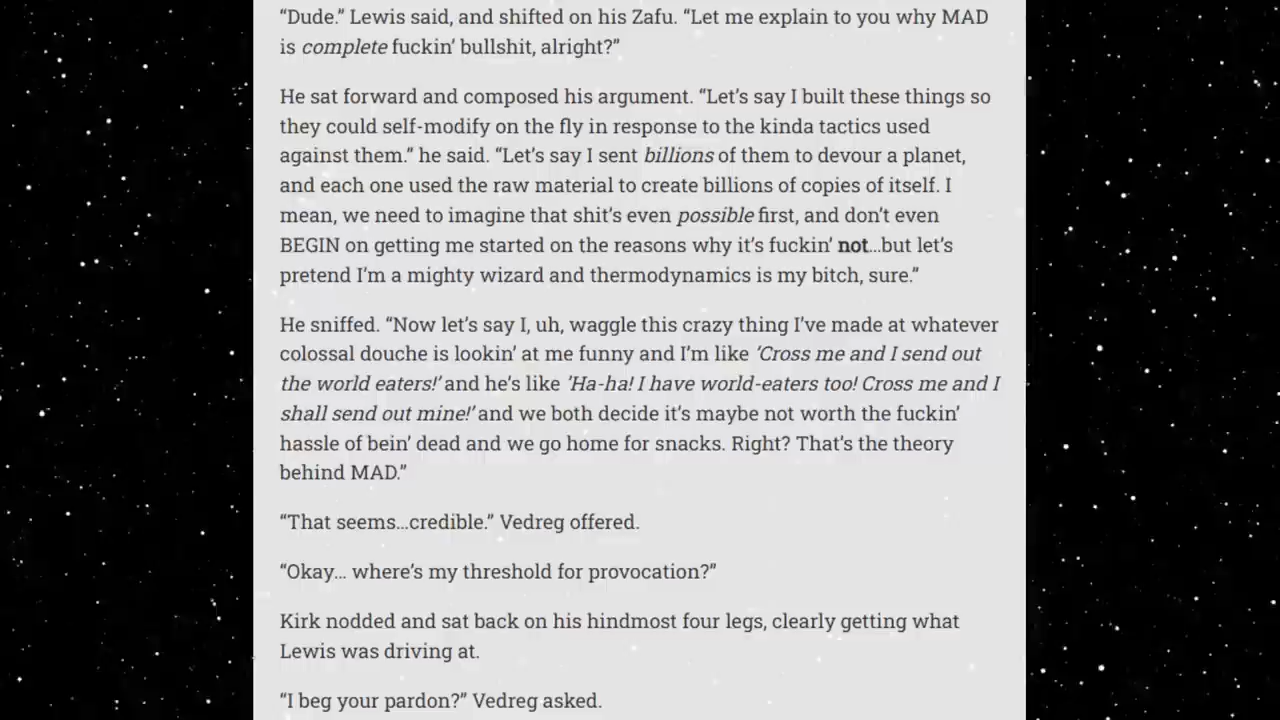 “Dude.” Lewis said, and shifted on his Zafu. “Let me explain to you why MAD
is complete fuckin’ bullshit, alright?”
He sat forward and composed his argument. “Let’s say I built these things so
they could self-modify on the fly in response to the kinda tactics used
against them.” he said. “Let’s say I sent billions of them to devour a planet,
and each one used the raw material to create billions of copies of itself. I
mean, we need to imagine that shit’s even possible first, and don’t even
BEGIN on getting me started on the reasons why it’s fuckin’ not…but let’s
pretend I’m a mighty wizard and thermodynamics is my bitch, sure.”
He sniffed. “Now let’s say I, uh, waggle this crazy thing I’ve made at whatever
colossal douche is lookin’ at me funny and I’m like ‘Cross me and I send out
the world eaters!’ and he’s like ‘Ha-ha! I have world-eaters too! Cross me and I
shall send out mine!’ and we both decide it’s maybe not worth the fuckin’
hassle of bein’ dead and we go home for snacks. Right? That’s the theory
behind MAD.”
“That seems…credible.” Vedreg offered.
“Okay… where’s my threshold for provocation?”
Kirk nodded and sat back on his hindmost four legs, clearly getting what
Lewis was driving at.
“I beg your pardon?” Vedreg asked.